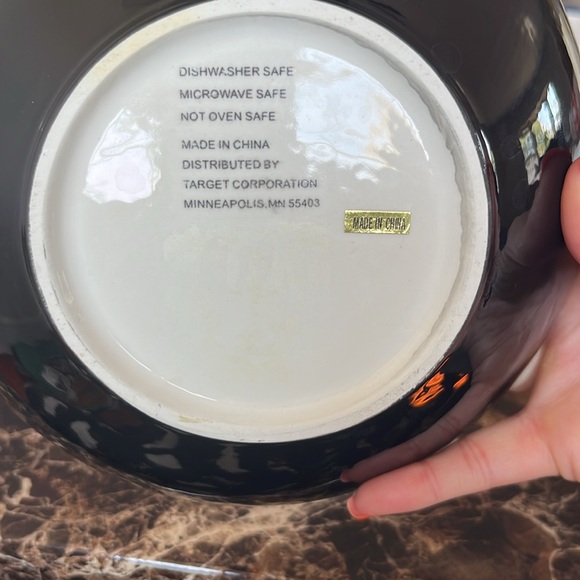 DISHWASHER SAFE
MICROWAVE SAFE
NOT OVEN SAFE
MADE IN CHINA
DISTRIBUTED BY
TARGET CORPORATION
MINNEAPOLIS, MN 55403
MADE IN CHINA